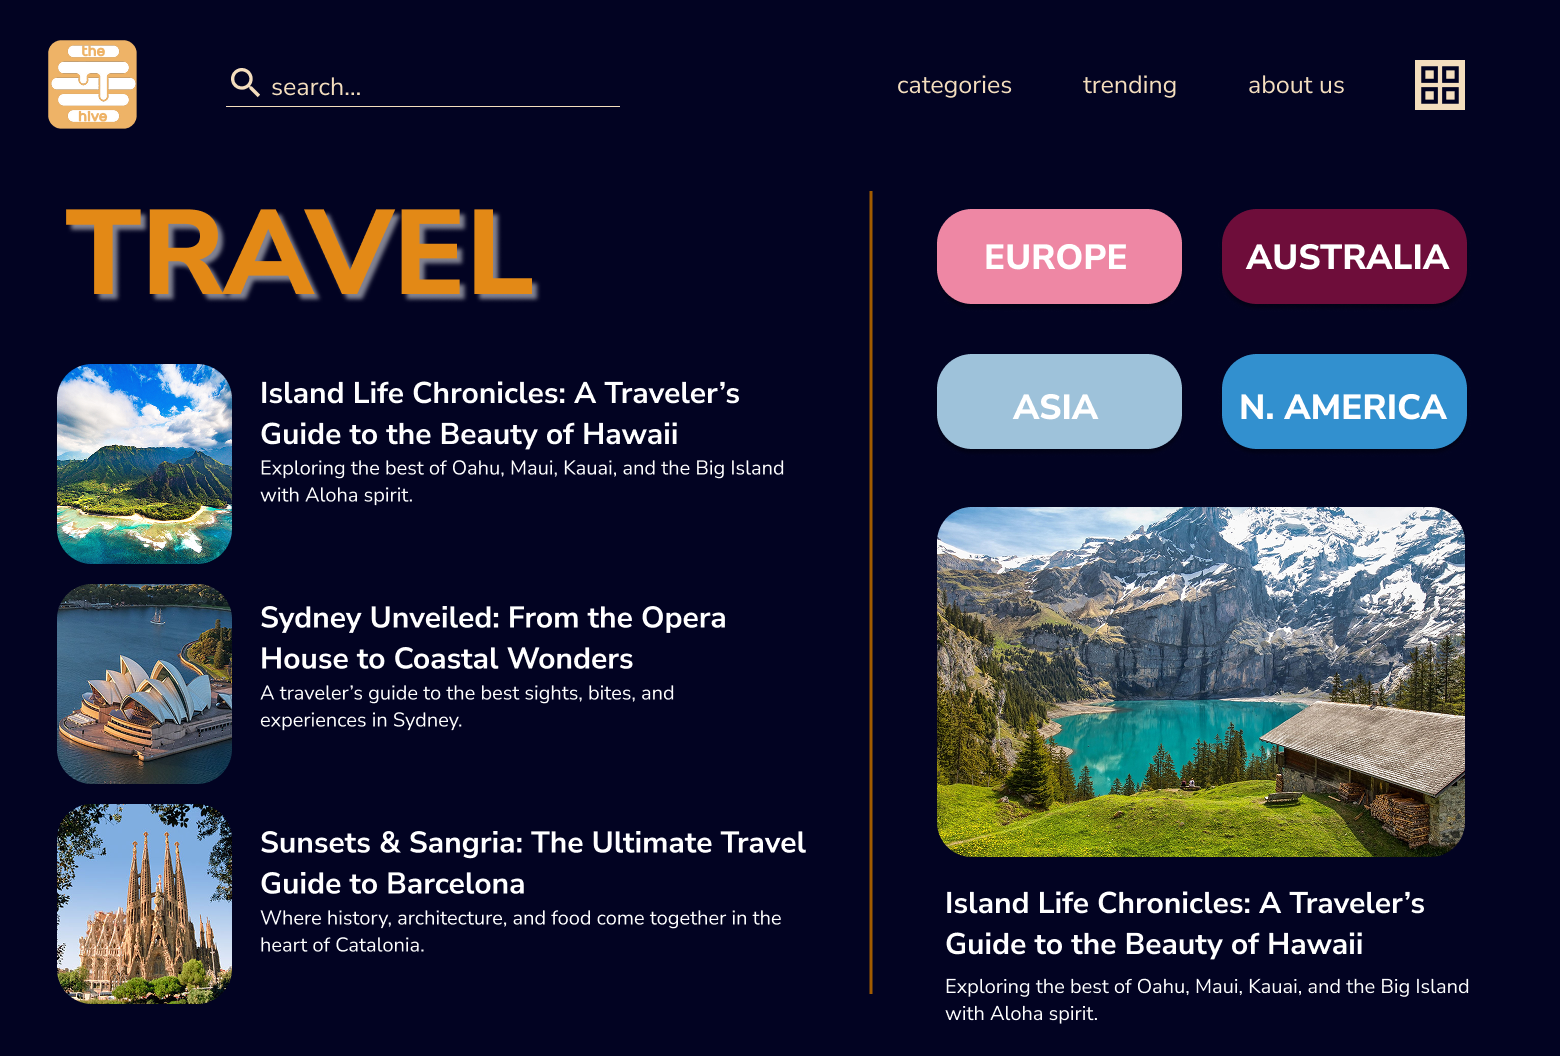 the
hive
search...
categories
trending
about us
TRAVEL
Island Life Chronicles: A Traveler’s
Guide to the Beauty of Hawaii
Exploring the best of Oahu, Maui, Kauai, and the Big Island
with Aloha spirit.
Sydney Unveiled: From the Opera
House to Coastal Wonders
A traveler’s guide to the best sights, bites, and
experiences in Sydney.
Sunsets & Sangria: The Ultimate Travel
Guide to Barcelona
Where history, architecture, and food come together in the
heart of Catalonia.
EUROPE
AUSTRALIA
ASIA
N. AMERICA
Island Life Chronicles: A Traveler’s
Guide to the Beauty of Hawaii
Exploring the best of Oahu, Maui, Kauai, and the Big Island
with Aloha spirit.